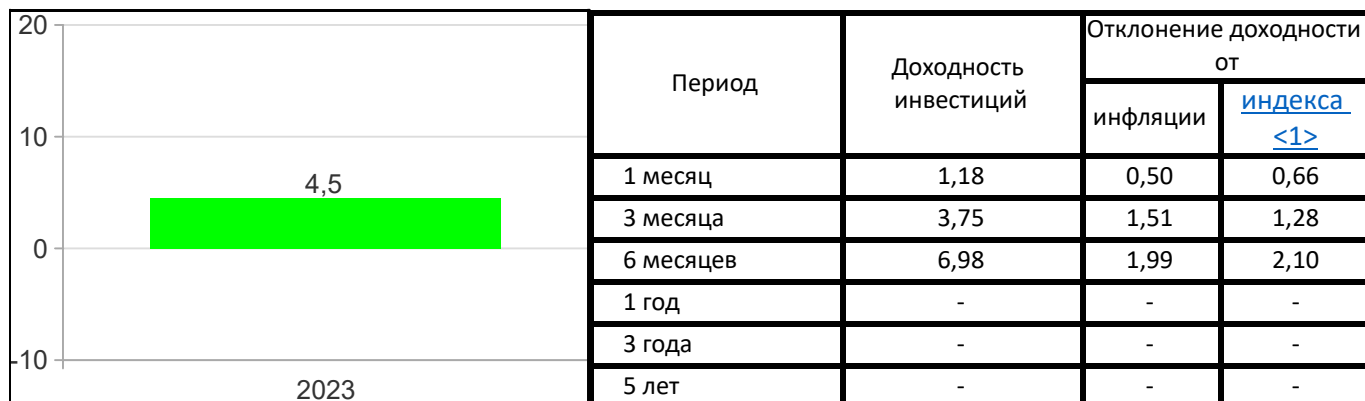 20
10
0
-10
4,5
2023
Период
Доходность
инвестиций
Отклонение доходности
от
инфляции
индекса
<1>
1 месяц 1,18 0,50 0,66
3 месяца 3,75 1,51 1,28
6 месяцев 6,98 1,99 2,10
1 год - - -
3 года - - -
5 лет - - -